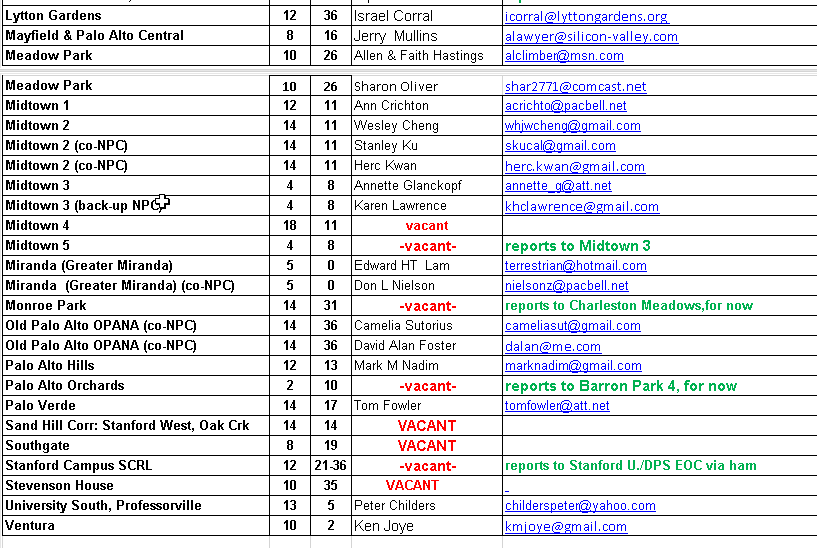 Lytton Gardens 12 36 Israel Corral icorral@lyttongardens.org
Mayfield & Palo Alto Central 8 16 Jerry Mullins alawyer@silicon-valley.com
Meadow Park 10 26 Allen & Faith Hastings alclimber@msn.com
Meadow Park 10 26 Sharon Oliver shar2771@comcast.net
Midtown 1 12 11 Ann Crichton acrichto@pacbell.net
Midtown 2 14 11 Wesley Cheng whjwcheng@gmail.com
Midtown 2 (co-NPC) 14 11 Stanley Ku skucal@gmail.com
Midtown 2 (co-NPC) 14 11 Herc Kwan herc.kwan@gmail.com
Midtown 3 4 8 Annette Glanckopf annette_g@att.net
Midtown 3 (back-up NPC) 4 8 Karen Lawrence khclawrence@gmail.com
Midtown 4 18 11 vacant
Midtown 5 4 8 -vacant- reports to Midtown 3
Miranda (Greater Miranda) 5 0 Edward HT Lam terrestrian@hotmail.com
Miranda (Greater Miranda) (co-NPC) 5 0 Don L Nielson nielsonz@pacbell.net
Monroe Park 14 31 -vacant- reports to Charleston Meadows,for now
Old Palo Alto OPANA (co-NPC) 14 36 Camelia Sutorius cameliasut@gmail.com
Old Palo Alto OPANA (co-NPC) 14 36 David Alan Foster dalan@me.com
Palo Alto Hills 12 13 Mark M Nadim marknadim@gmail.com
Palo Alto Orchards 2 10 -vacant- reports to Barron Park 4, for now
Palo Verde 14 17 Tom Fowler tomfowler@att.net
Sand Hill Corr: Stanford West, Oak Crk 14 14 VACANT
Southgate 8 19 VACANT
Stanford Campus SCRL 12 21-36 -vacant- reports to Stanford U./DPS EOC via ham
Stevenson House 10 35 VACANT
University South, Professorville 13 5 Peter Childers childerspeter@yahoo.com
Ventura 10 2 Ken Joye kmjoye@gmail.com